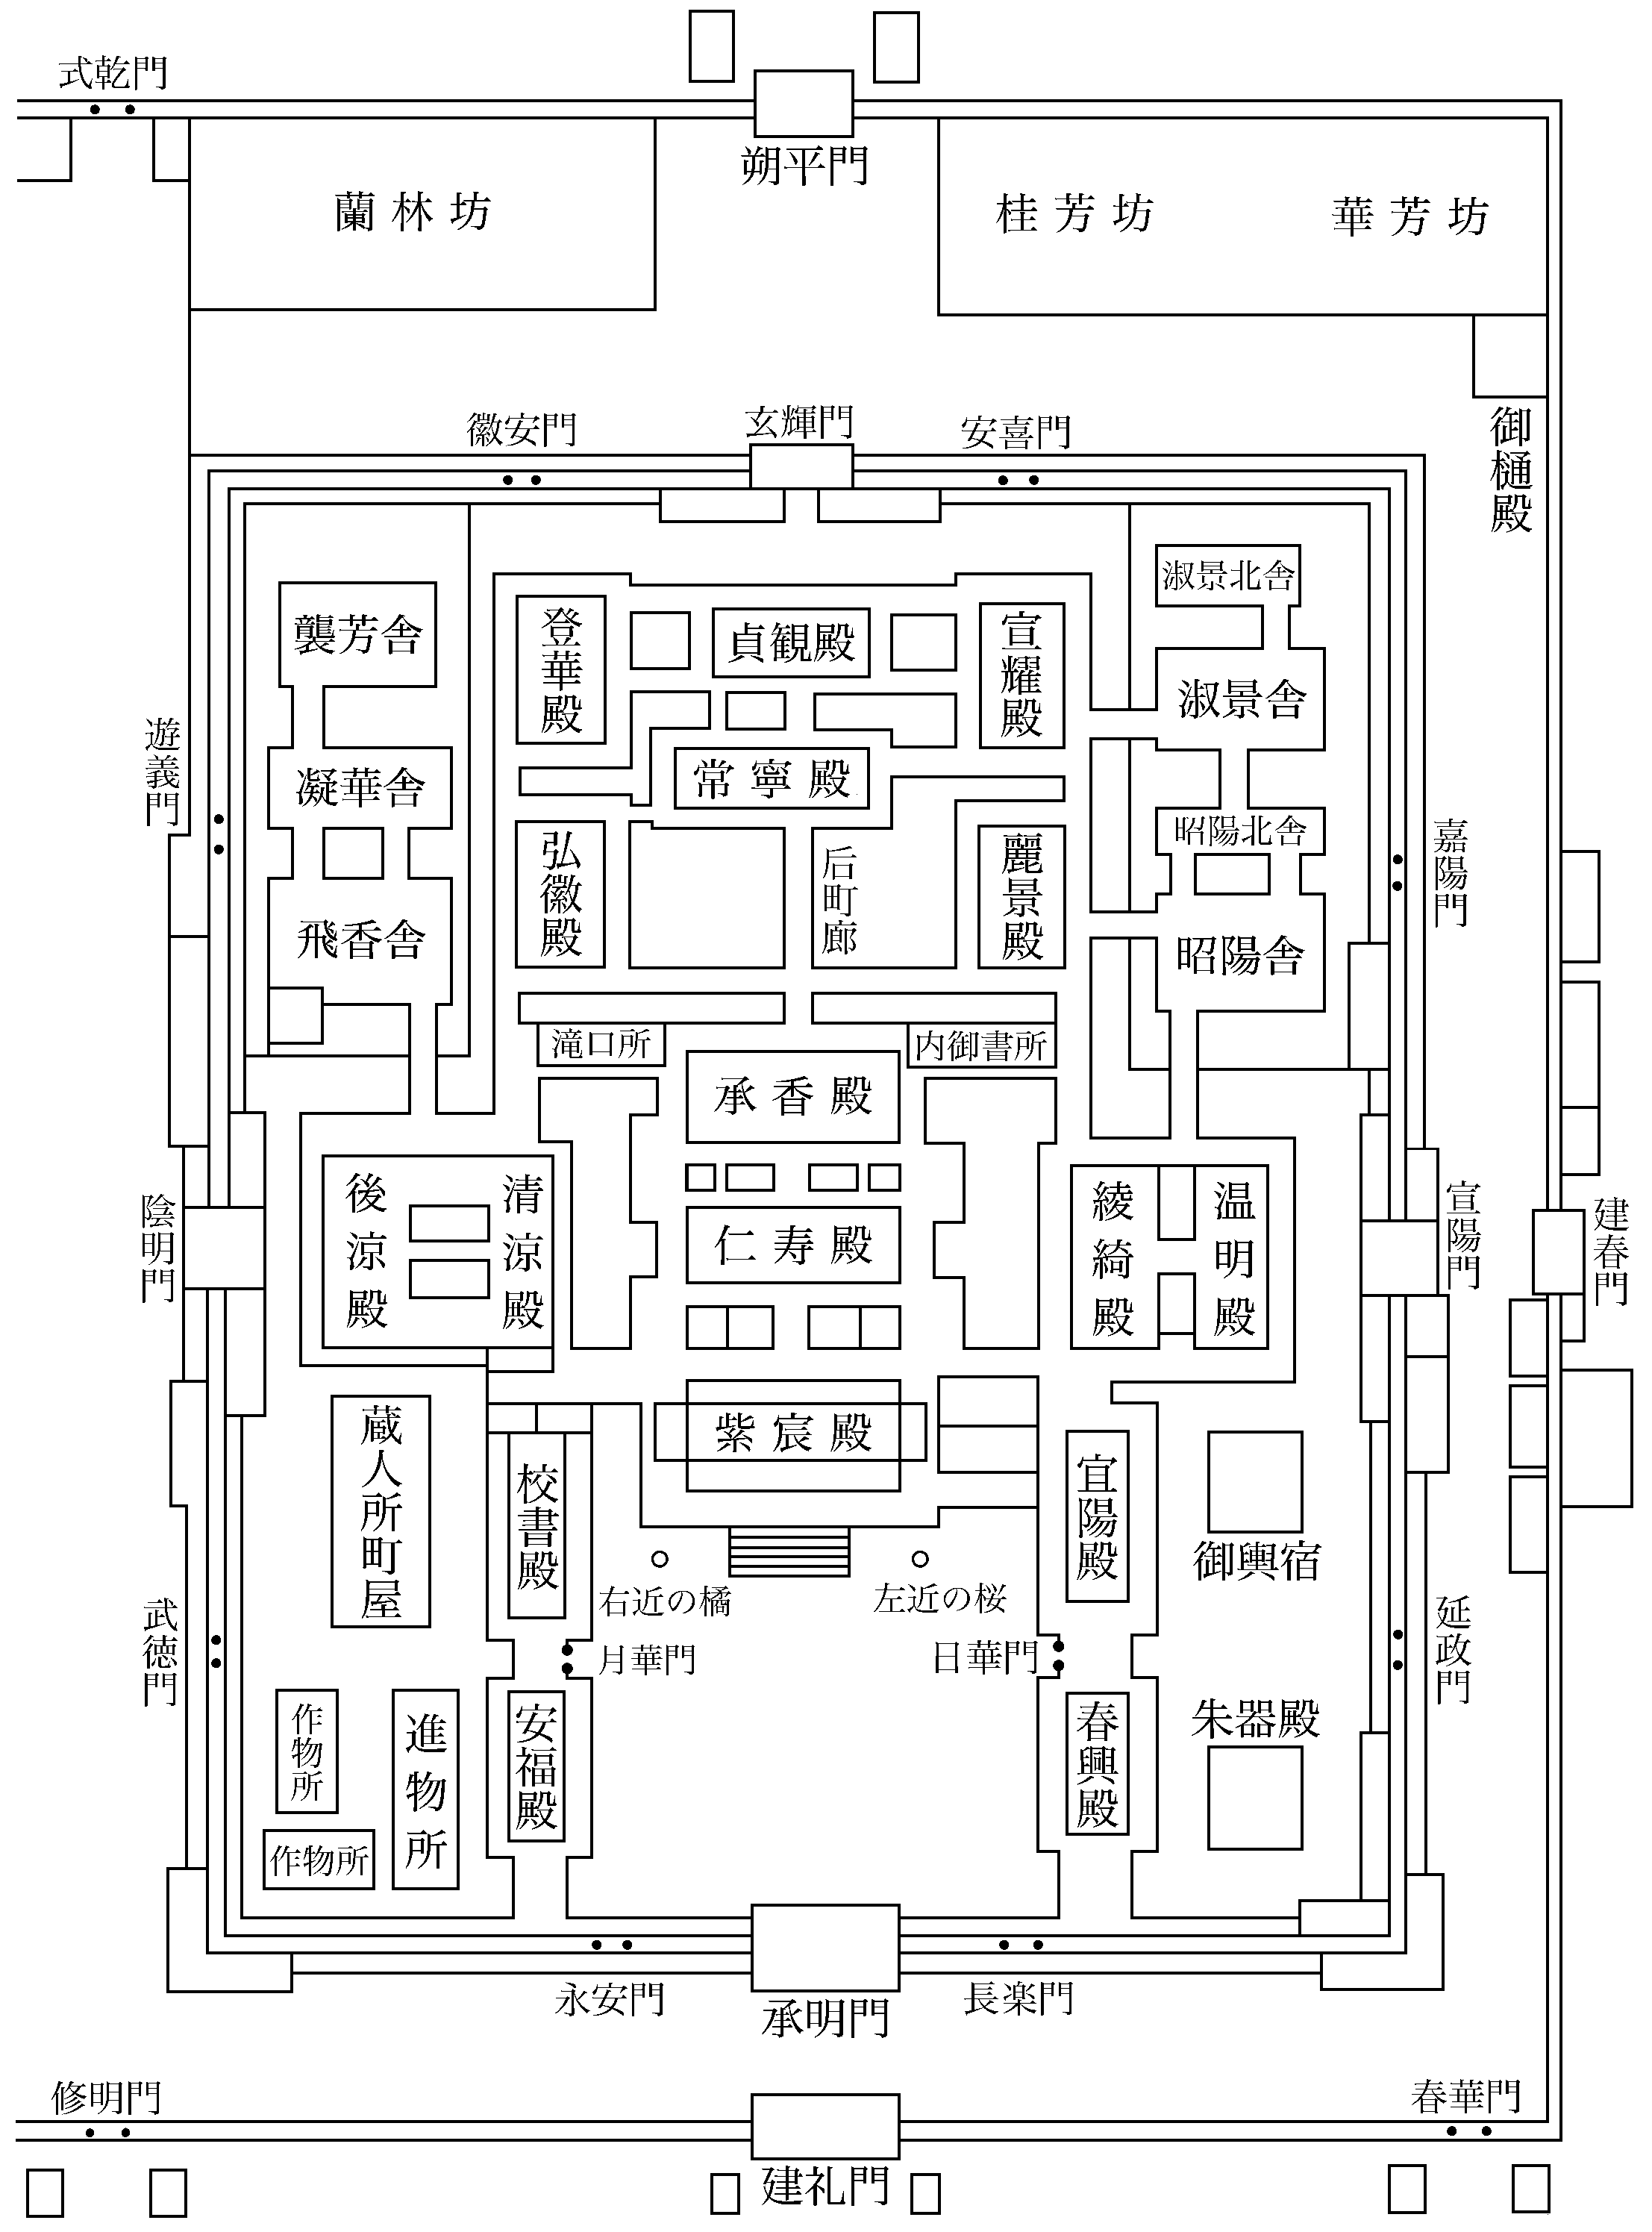 式乾門
朔平門
蘭林坊
桂芳坊
華芳坊
御樋殿
徽安門
玄輝門
安喜門
襲芳舎
登華殿
貞観殿
宣耀殿
淑景北舎
淑景舎
遊義門
凝華舎
常寧殿
昭陽北舎
弘徽殿
后町廊
麗景殿
嘉陽門
飛香舎
昭陽舎
滝口所
内御書所
承香殿
後涼殿
清涼殿
仁寿殿
綾綺殿
温明殿
陰明門
宣陽門
建春門
蔵人所町屋
校書殿
紫宸殿
宜陽殿
御輿宿
右近の橘
左近の桜
月華門
日華門
武徳門
延政門
作物所
進物所
安福殿
春興殿
朱器殿
作物所
永安門
承明門
長楽門
修明門
春華門
建礼門